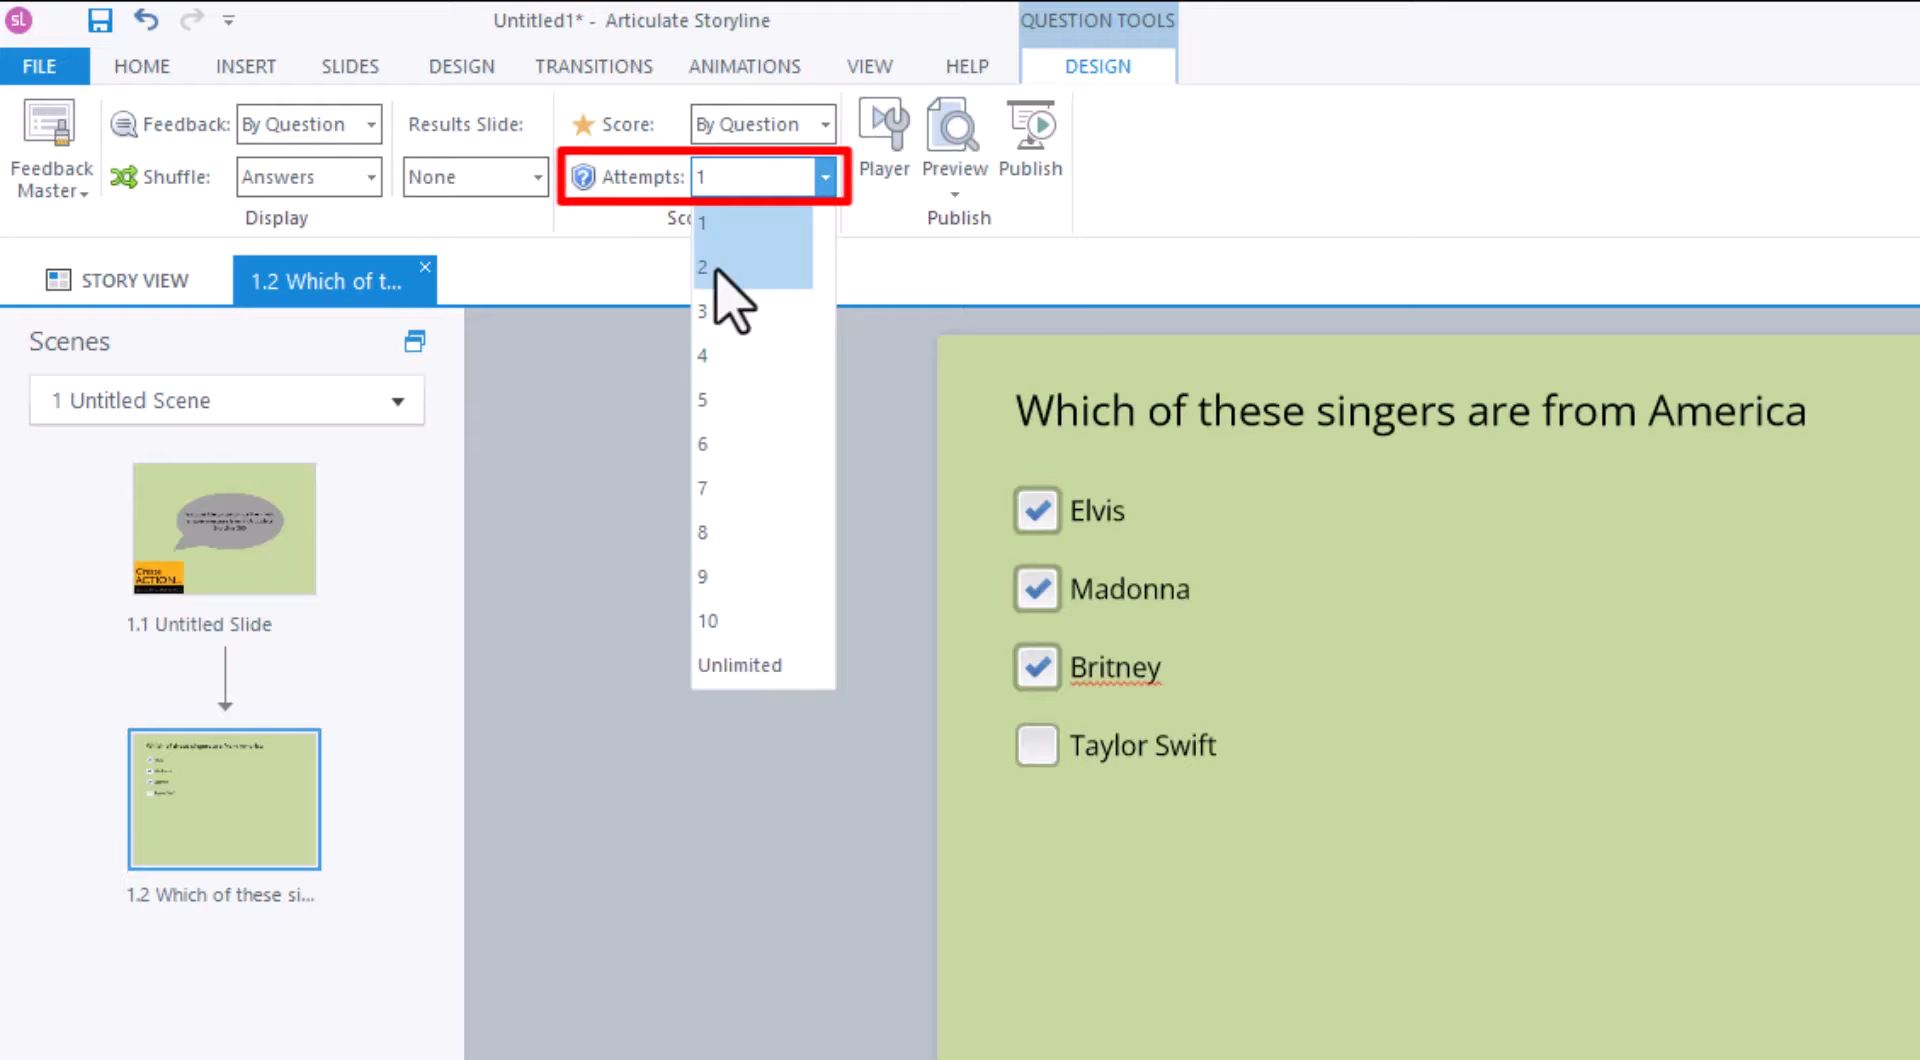 sl
Untitled1* - Articulate Storyline
QUESTION TOOLS
FILE HOME INSERT SLIDES DESIGN TRANSITIONS ANIMATIONS VIEW HELP DESIGN
Feedback Master
Feedback: By Question
Shuffle: Answers
Display
Results Slide:
None
Score: By Question
Attempts: 1
Player
Preview
Publish
Publish
1
2
3
4
5
6
7
8
9
10
Unlimited
STORY VIEW
1.2 Which of t...
Scenes
1 Untitled Scene
ACTION...
1.1 Untitled Slide
1.2 Which of these si...
Which of these singers are from America
Elvis
Madonna
Britney
Taylor Swift